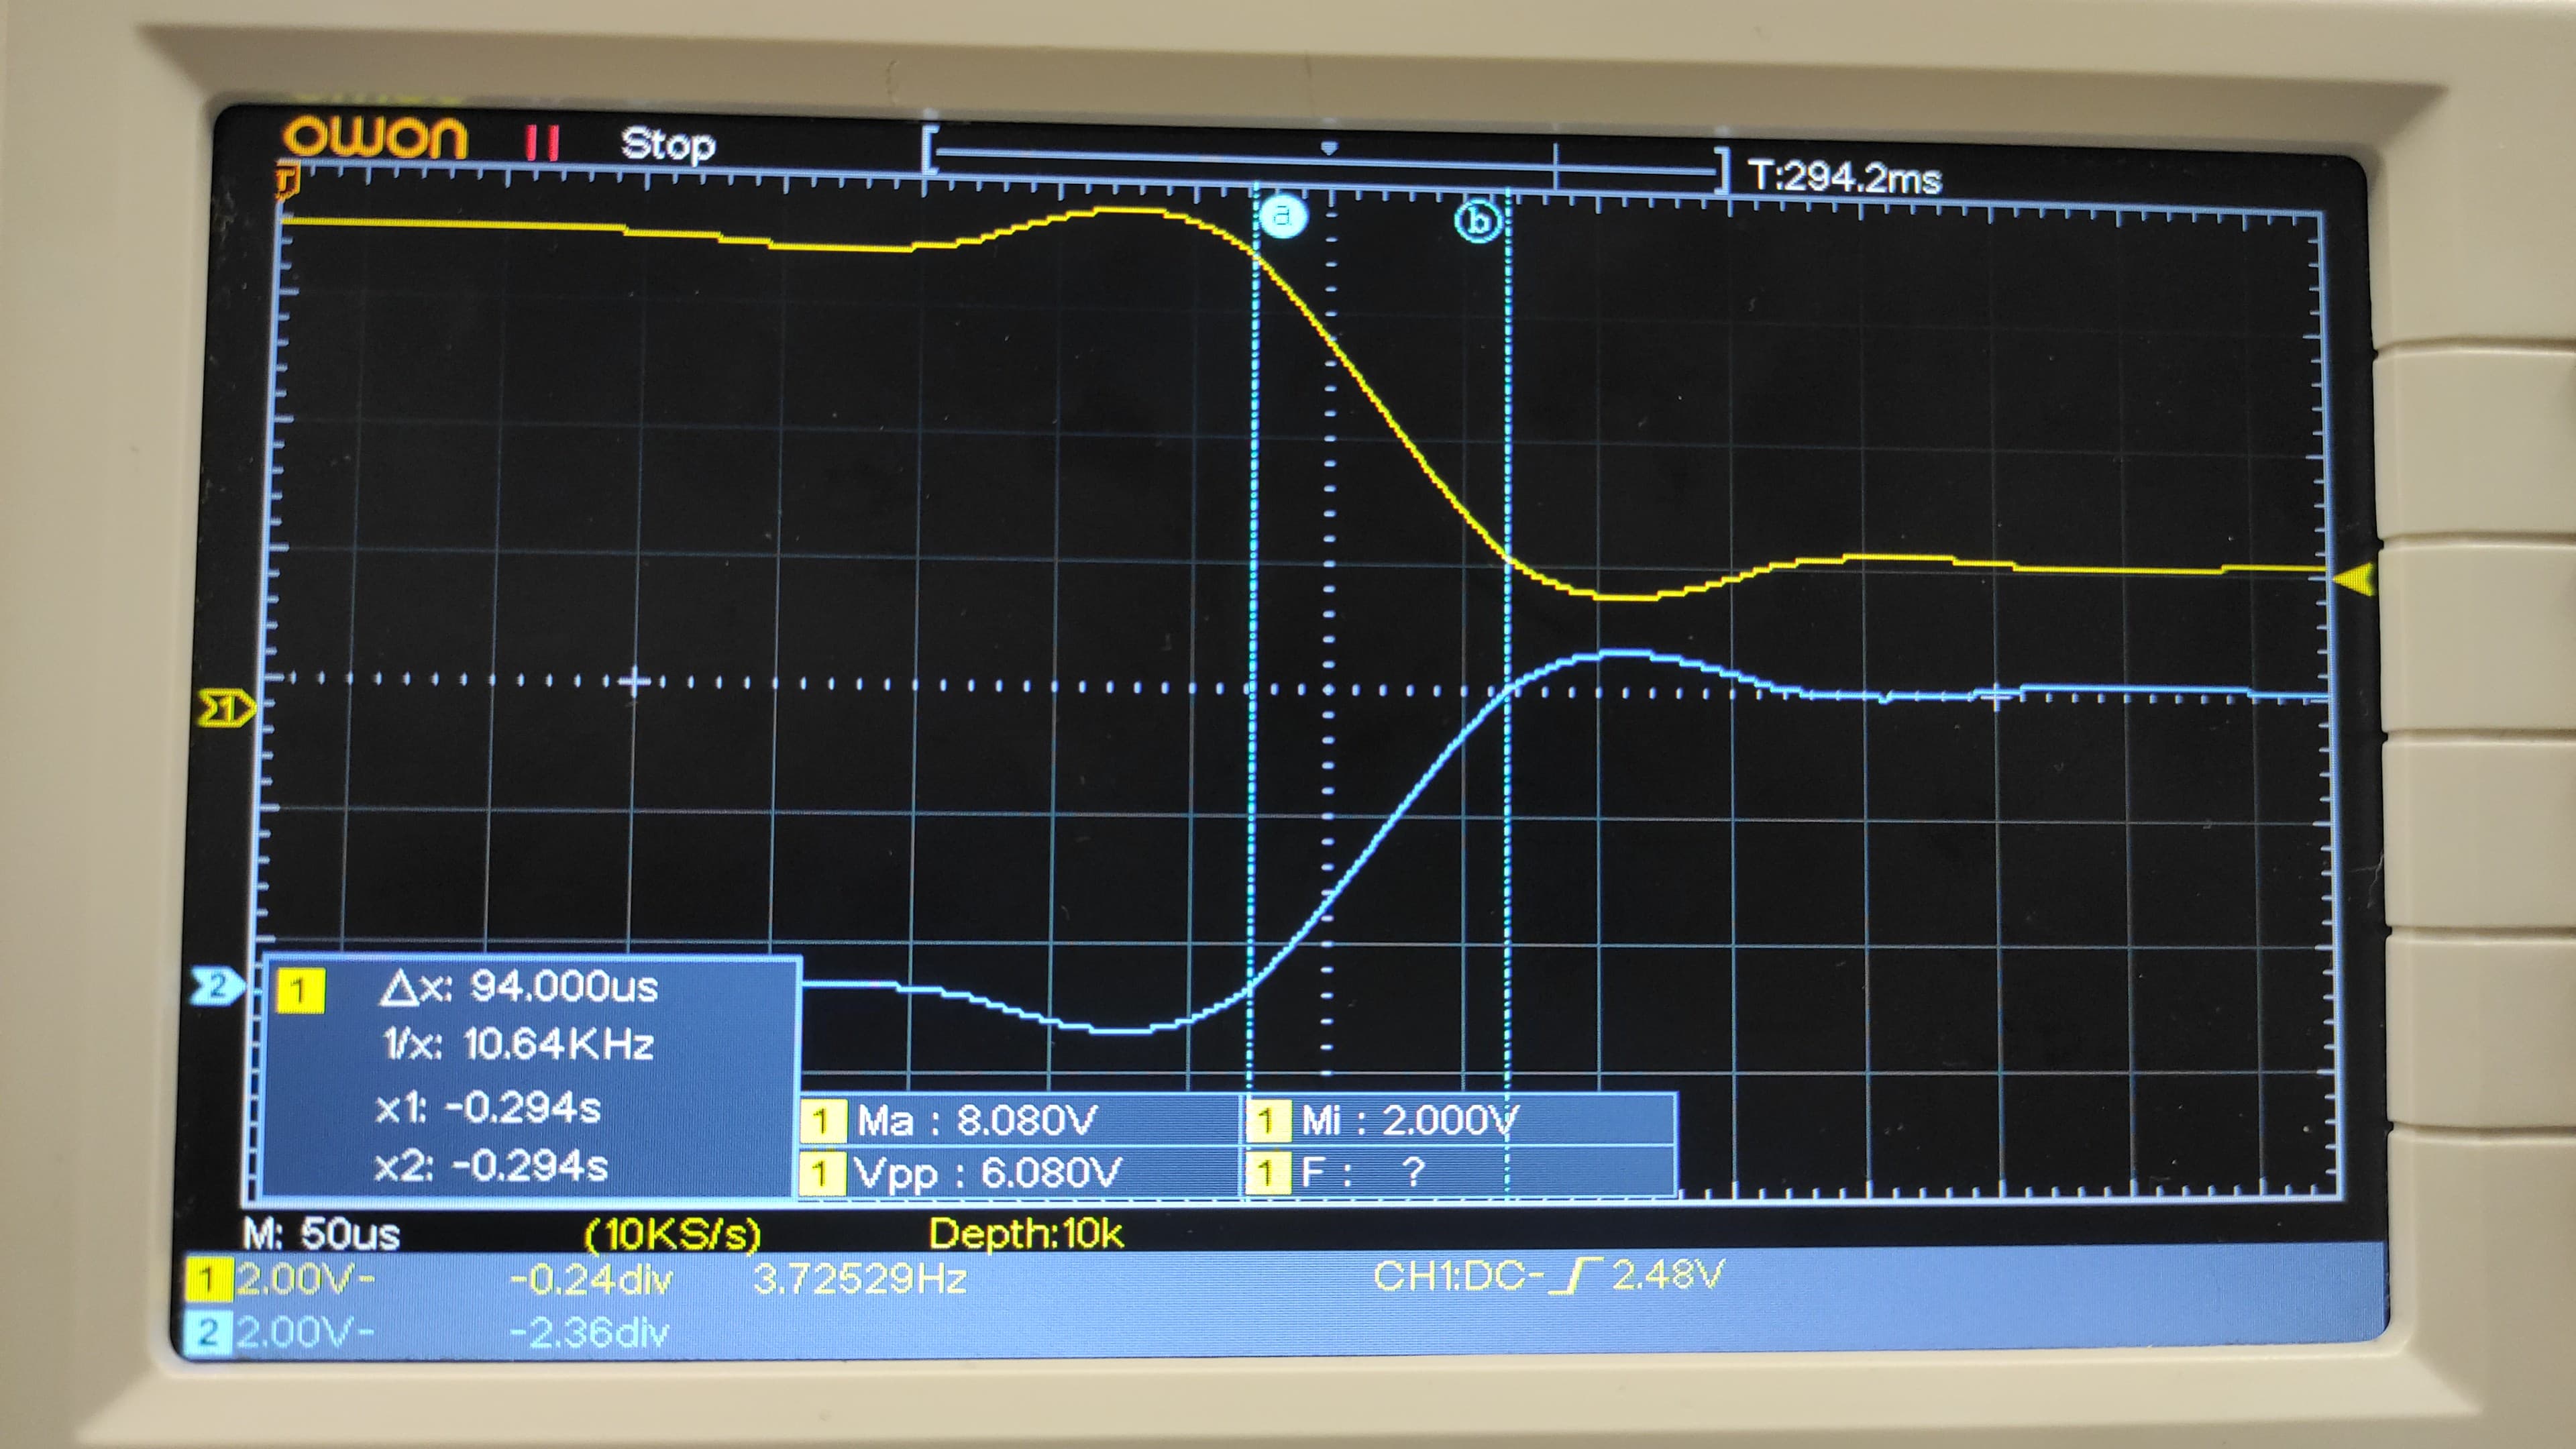 owon Stop T:294.2ms
T
a b
1
2
1 Δx: 94.000us
1/x: 10.64KHz
x1: -0.294s
x2: -0.294s
1 Ma : 8.080V 1 Mi : 2.000V
1 Vpp : 6.080V 1 F : ?
M: 50us (10KS/s) Depth:10k
1 2.00V- -0.24div 3.72529Hz CH1:DC- 2.48V
2 2.00V- -2.36div